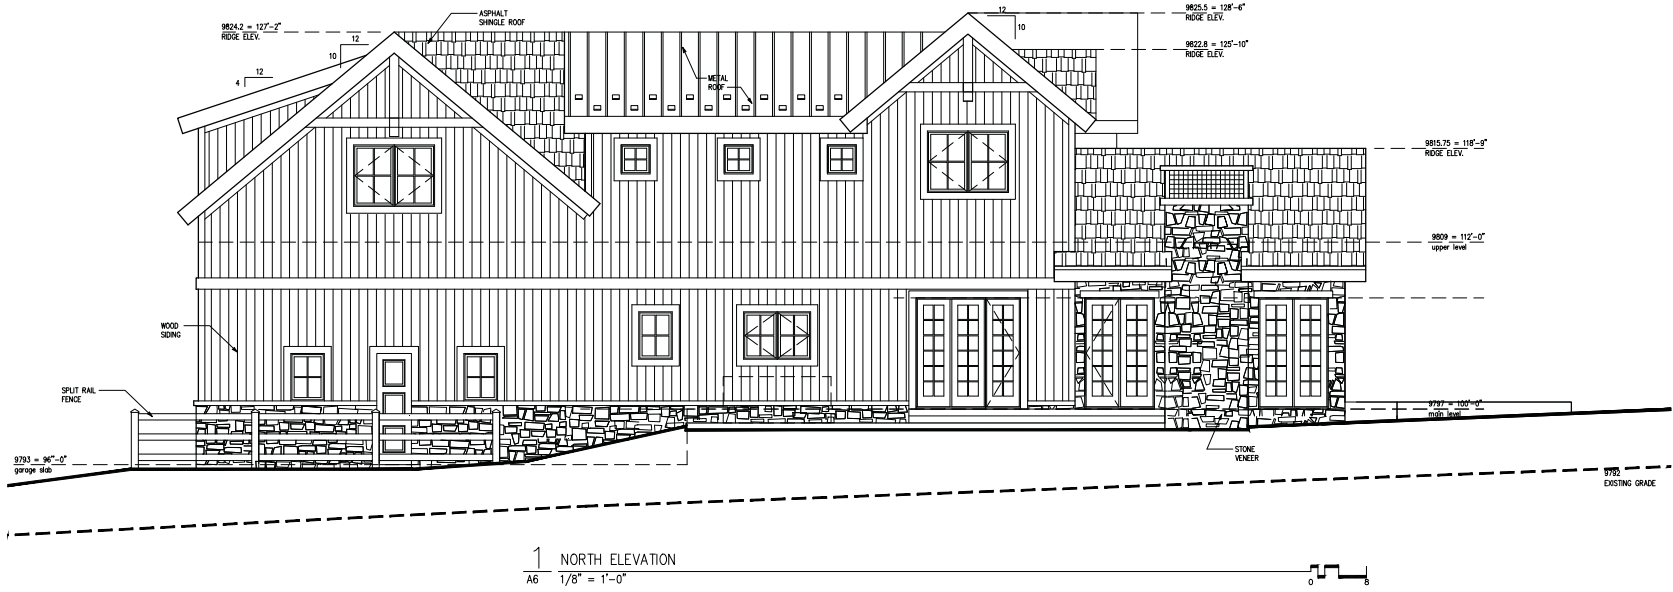 9824.2 = 127'-2"
RIDGE ELEV.
ASPHALT
SHINGLE ROOF
12
10
9825.5 = 128'-6"
RIDGE ELEV.
12
10
9822.8 = 125'-10"
RIDGE ELEV.
12
4
METAL
ROOF
9815.75 = 118'-9"
RIDGE ELEV.
9809 = 112'-0"
upper level
WOOD
SIDING
SPLIT RAIL
FENCE
9797 = 100'-0"
main level
9793 = 96'-0"
garage slab
STONE
VENEER
9792
EXISTING GRADE
1
NORTH ELEVATION
A6
1/8" = 1'-0"
0
8